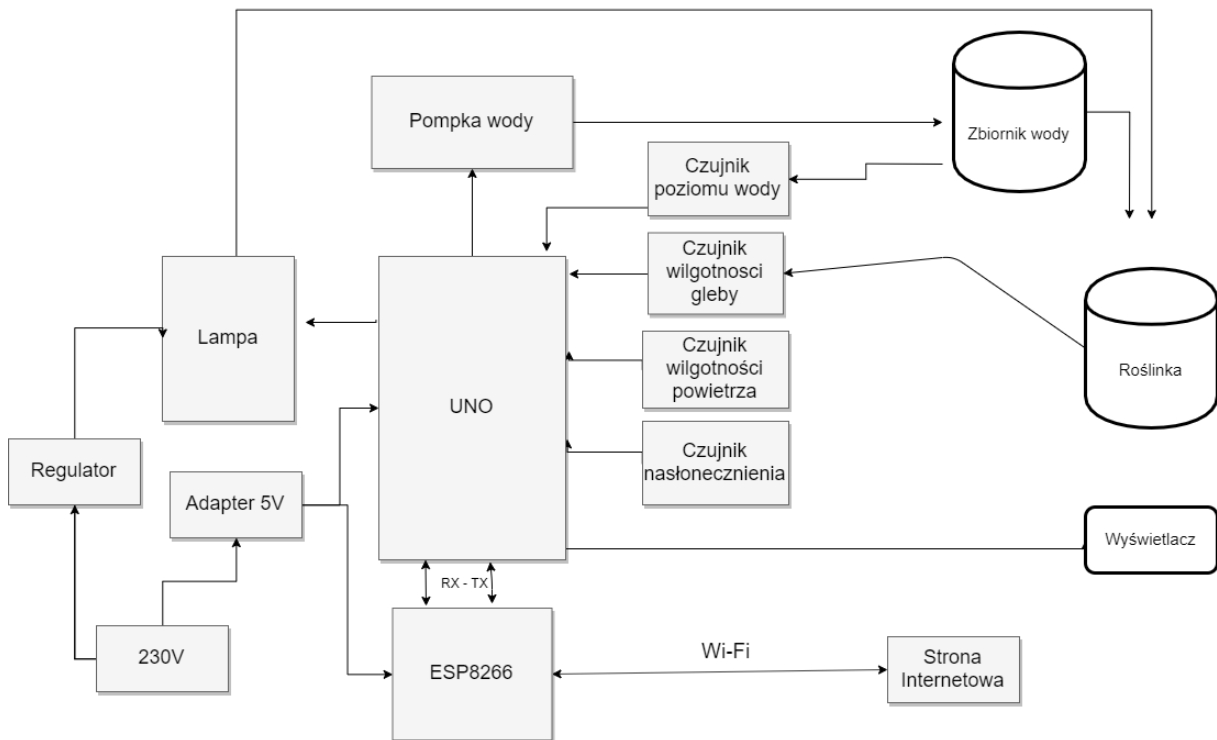 Pompka wody
Zbiornik wody
Czujnik
poziomu wody
Czujnik
wilgotnosci
gleby
Lampa
Czujnik
wilgotności
powietrza
Roślinka
UNO
Czujnik
nasłonecznienia
Regulator
Adapter 5V
Wyświetlacz
RX - TX
230V
ESP8266
Wi-Fi
Strona
Internetowa